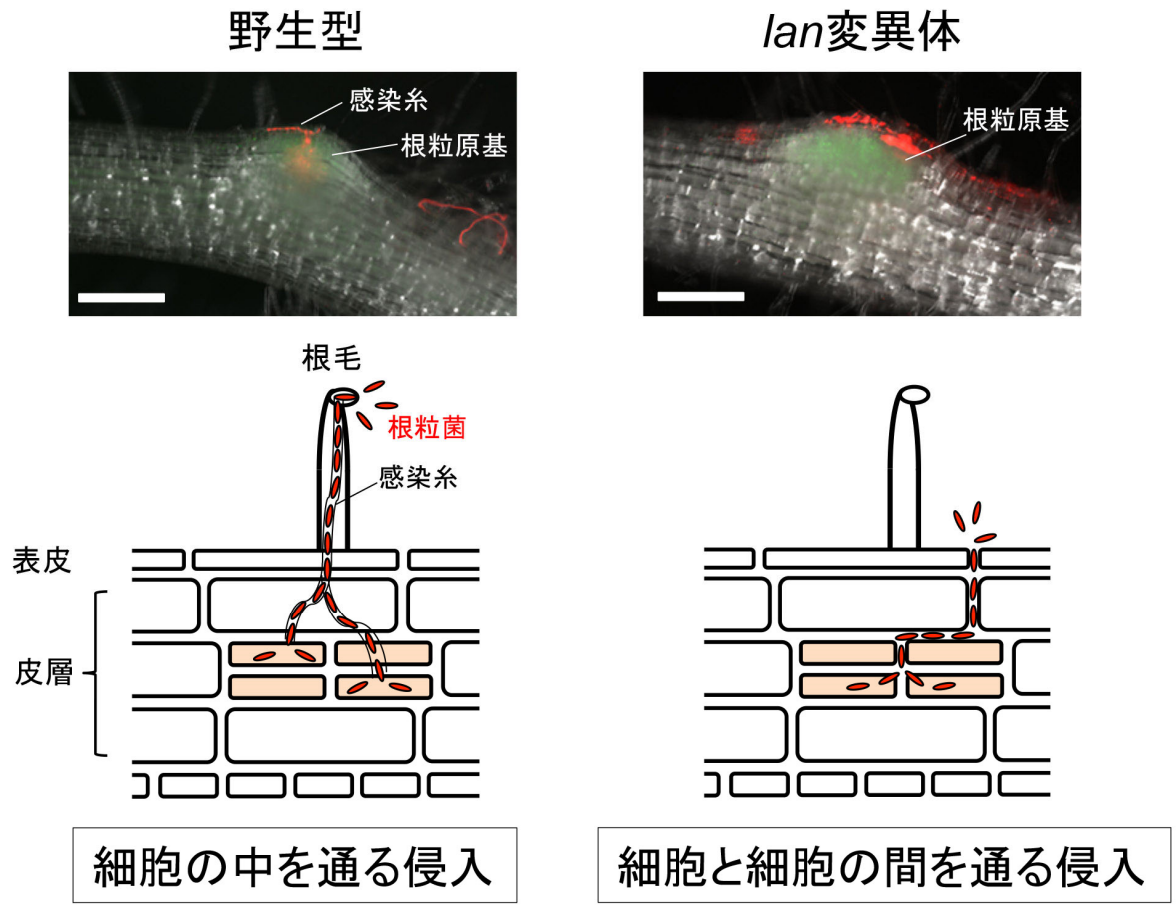 野生型
lan変異体
感染糸
根粒原基
根粒原基
根毛
根粒菌
感染糸
表皮
皮層
細胞の中を通る侵入
細胞と細胞の間を通る侵入